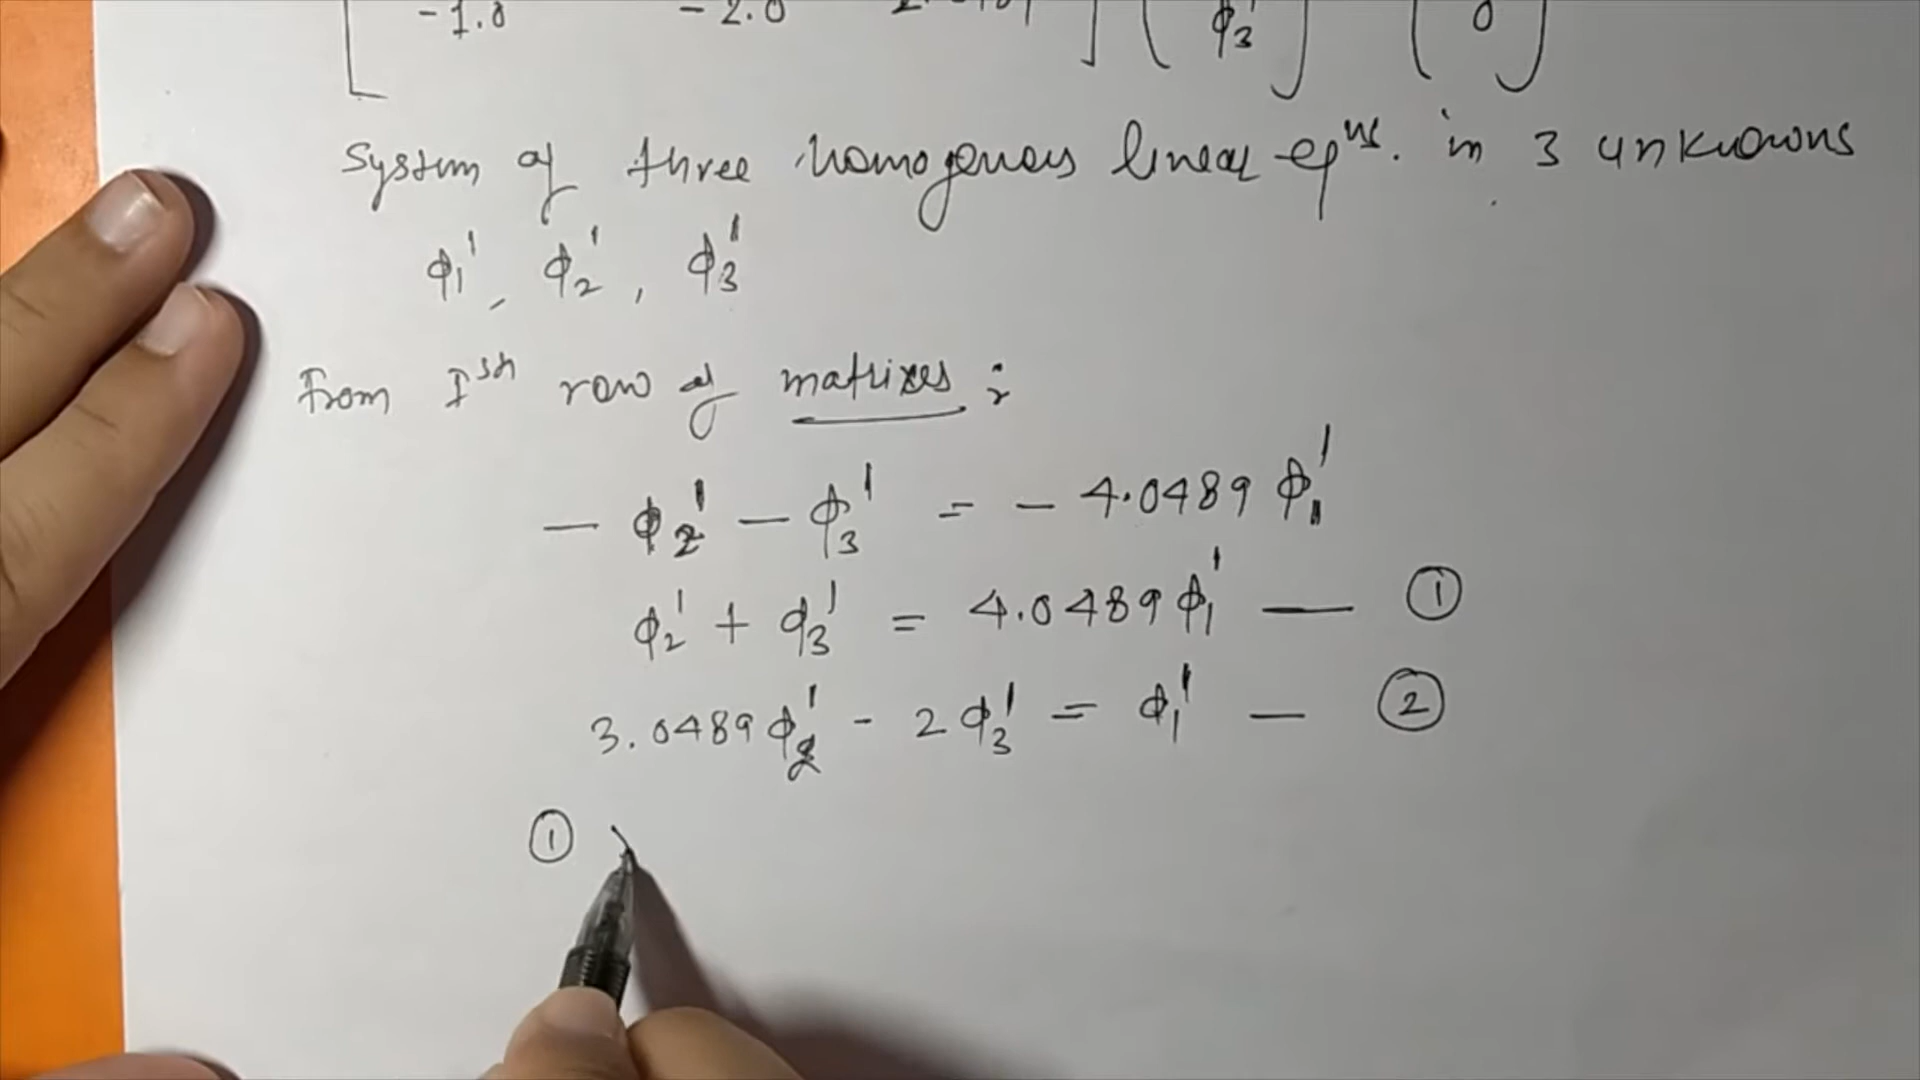 -1.0 -2.0 ϕ₃' 0
System of three homogenous linear eqⁿˢ. in 3 unknowns
ϕ₁', ϕ₂', ϕ₃'
From Iˢᵗ row of matrixes :
- ϕ₂' - ϕ₃' = - 4.0489 ϕ₁'
ϕ₂' + ϕ₃' = 4.0489 ϕ₁' — ①
3.0489 ϕ₂' - 2 ϕ₃' = ϕ₁' — ②
①